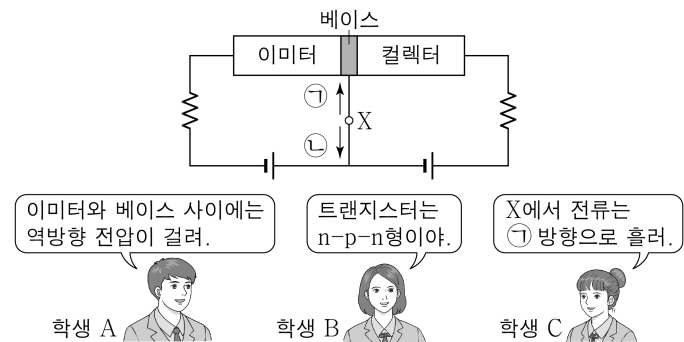 베이스
이미터
컬렉터
㉠
X
㉡
이미터와 베이스 사이에는
역방향 전압이 걸려.
트랜지스터는
n-p-n형이야.
X에서 전류는
㉠ 방향으로 흘러.
학생 A
학생 B
학생 C